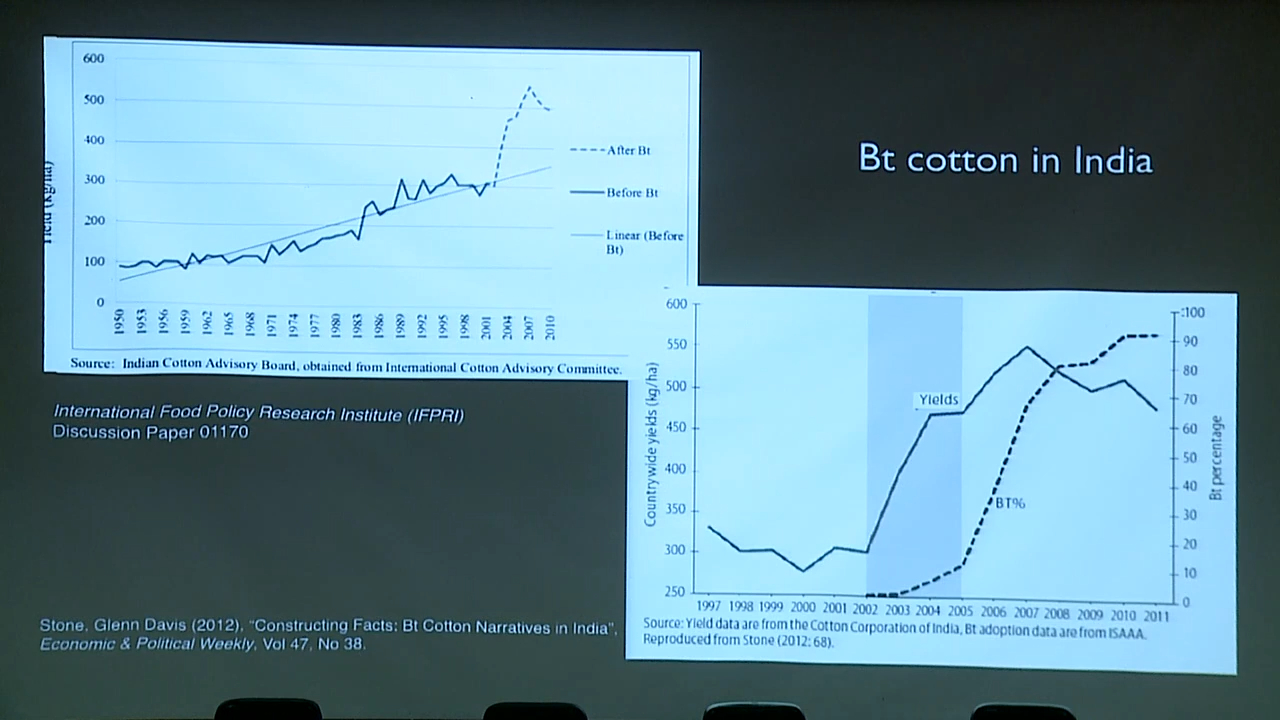 Bt cotton in India
600
500
400
300
200
100
0
Yield (kg/ha)
After Bt
Before Bt
Linear (Before
Bt)
1950 1953 1956 1959 1962 1965 1968 1971 1974 1977 1980 1983 1986 1989 1992 1995 1998 2001 2004 2007 2010
Source: Indian Cotton Advisory Board, obtained from International Cotton Advisory Committee.
International Food Policy Research Institute (IFPRI)
Discussion Paper 01170
600
550
500
450
400
350
300
250
Countrywide yields (kg/ha)
Yields
BT%
:100
90
80
70
60
50
40
30
20
10
0
Bt percentage
1997 1998 1999 2000 2001 2002 2003 2004 2005 2006 2007 2008 2009 2010 2011
Source: Yield data are from the Cotton Corporation of India, Bt adoption data are from ISAAA.
Reproduced from Stone (2012: 68).
Stone, Glenn Davis (2012), “Constructing Facts: Bt Cotton Narratives in India”,
Economic & Political Weekly, Vol 47, No 38.